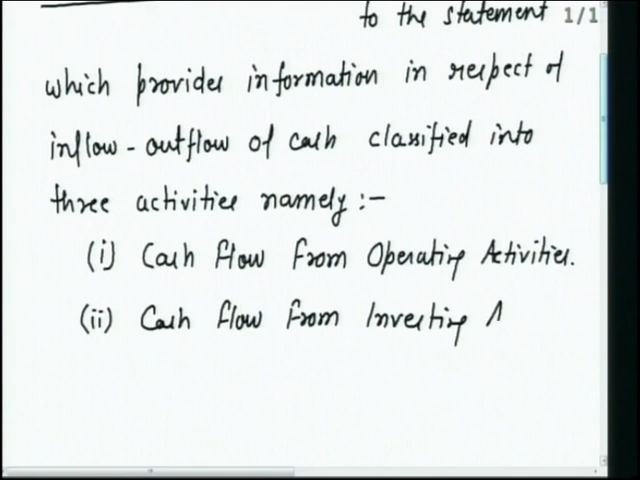 to the statement 1/1
which provides information in respect of
inflow - outflow of cash classified into
three activities namely :-
(i) Cash flow from Operating Activities.
(ii) Cash flow from Investing A